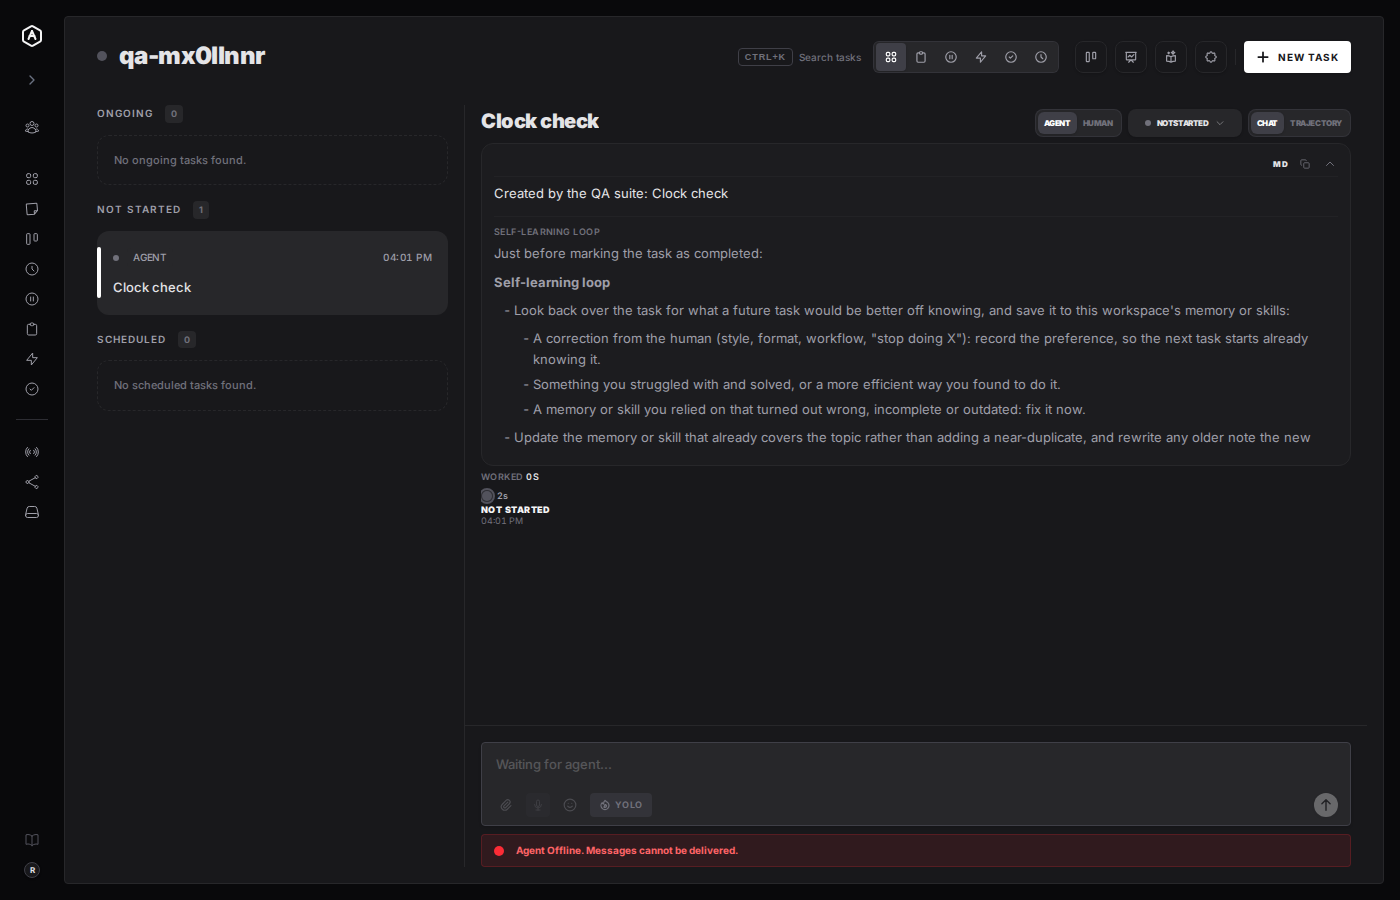 qa-mx0llnnr
CTRL+K Search tasks
NEW TASK
ONGOING 0
No ongoing tasks found.
NOT STARTED 1
AGENT 04:01 PM
Clock check
SCHEDULED 0
No scheduled tasks found.
Clock check
AGENT HUMAN
NOTSTARTED
CHAT TRAJECTORY
MD
Created by the QA suite: Clock check
SELF-LEARNING LOOP
Just before marking the task as completed:
Self-learning loop
- Look back over the task for what a future task would be better off knowing, and save it to this workspace's memory or skills:
- A correction from the human (style, format, workflow, "stop doing X"): record the preference, so the next task starts already
knowing it.
- Something you struggled with and solved, or a more efficient way you found to do it.
- A memory or skill you relied on that turned out wrong, incomplete or outdated: fix it now.
- Update the memory or skill that already covers the topic rather than adding a near-duplicate, and rewrite any older note the new
WORKED 0S
2s
NOT STARTED
04:01 PM
Waiting for agent...
YOLO
Agent Offline. Messages cannot be delivered.
R